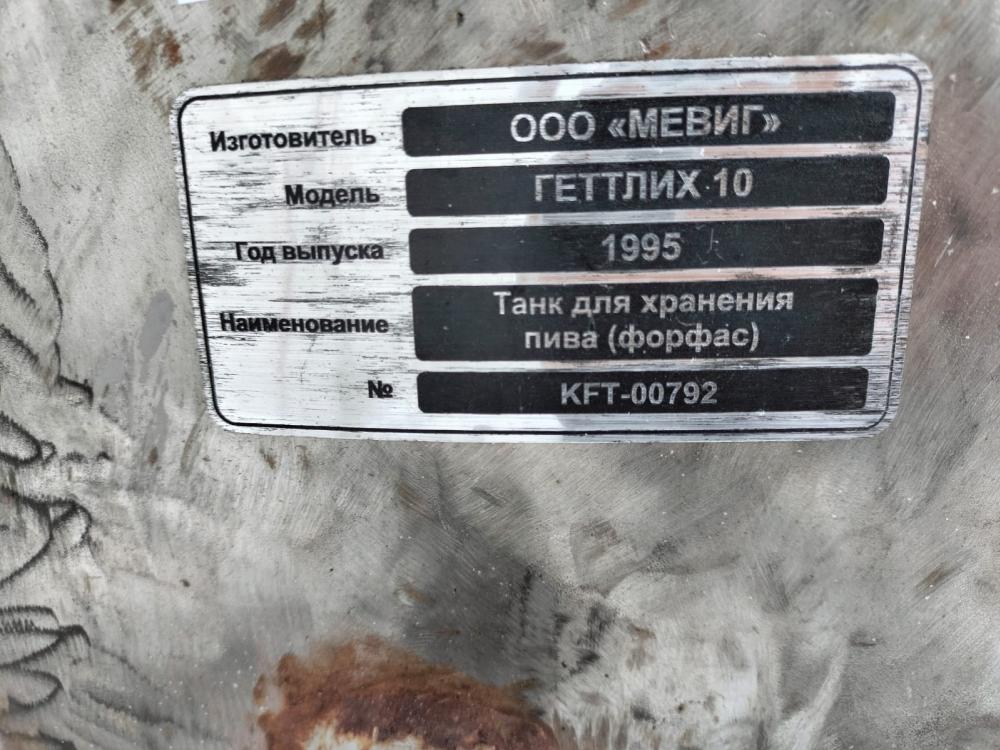 Изготовитель ООО «МЕВИГ»
Модель ГЕТТЛИХ 10
Год выпуска 1995
Наименование Танк для хранения
пива (форфас)
№ KFT-00792